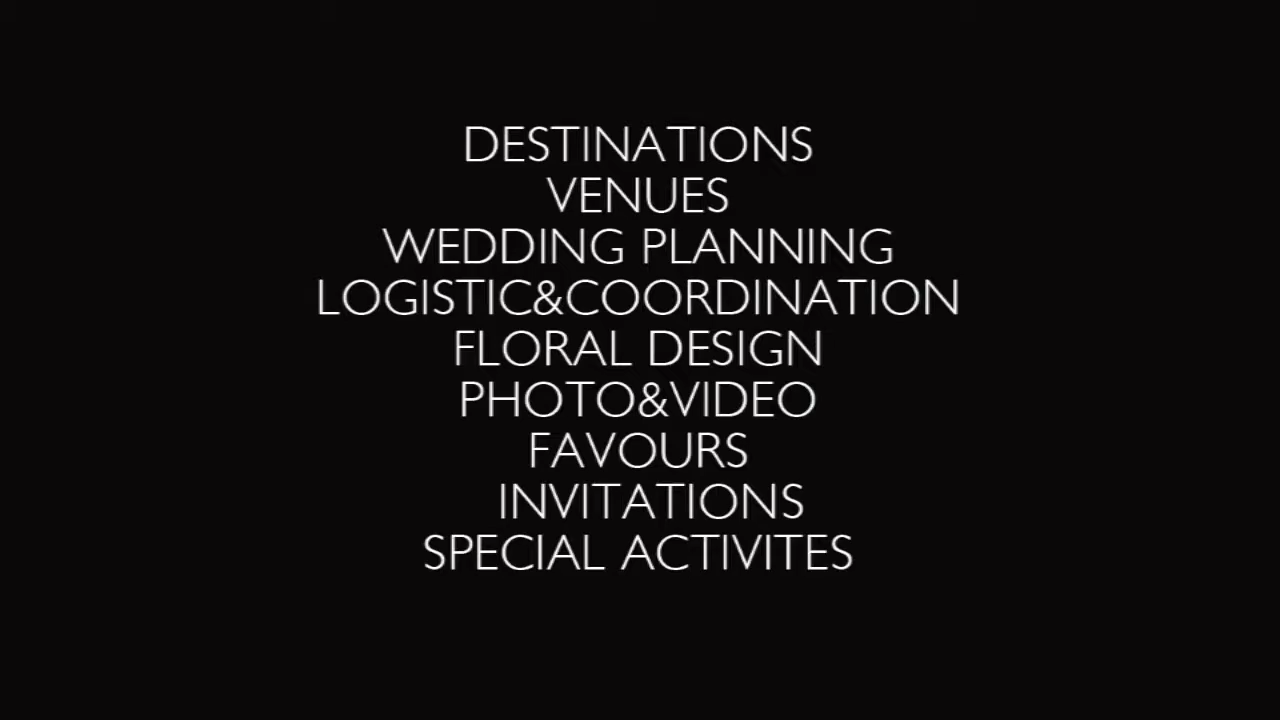 DESTINATIONS
VENUES
WEDDING PLANNING
LOGISTIC&COORDINATION
FLORAL DESIGN
PHOTO&VIDEO
FAVOURS
INVITATIONS
SPECIAL ACTIVITES